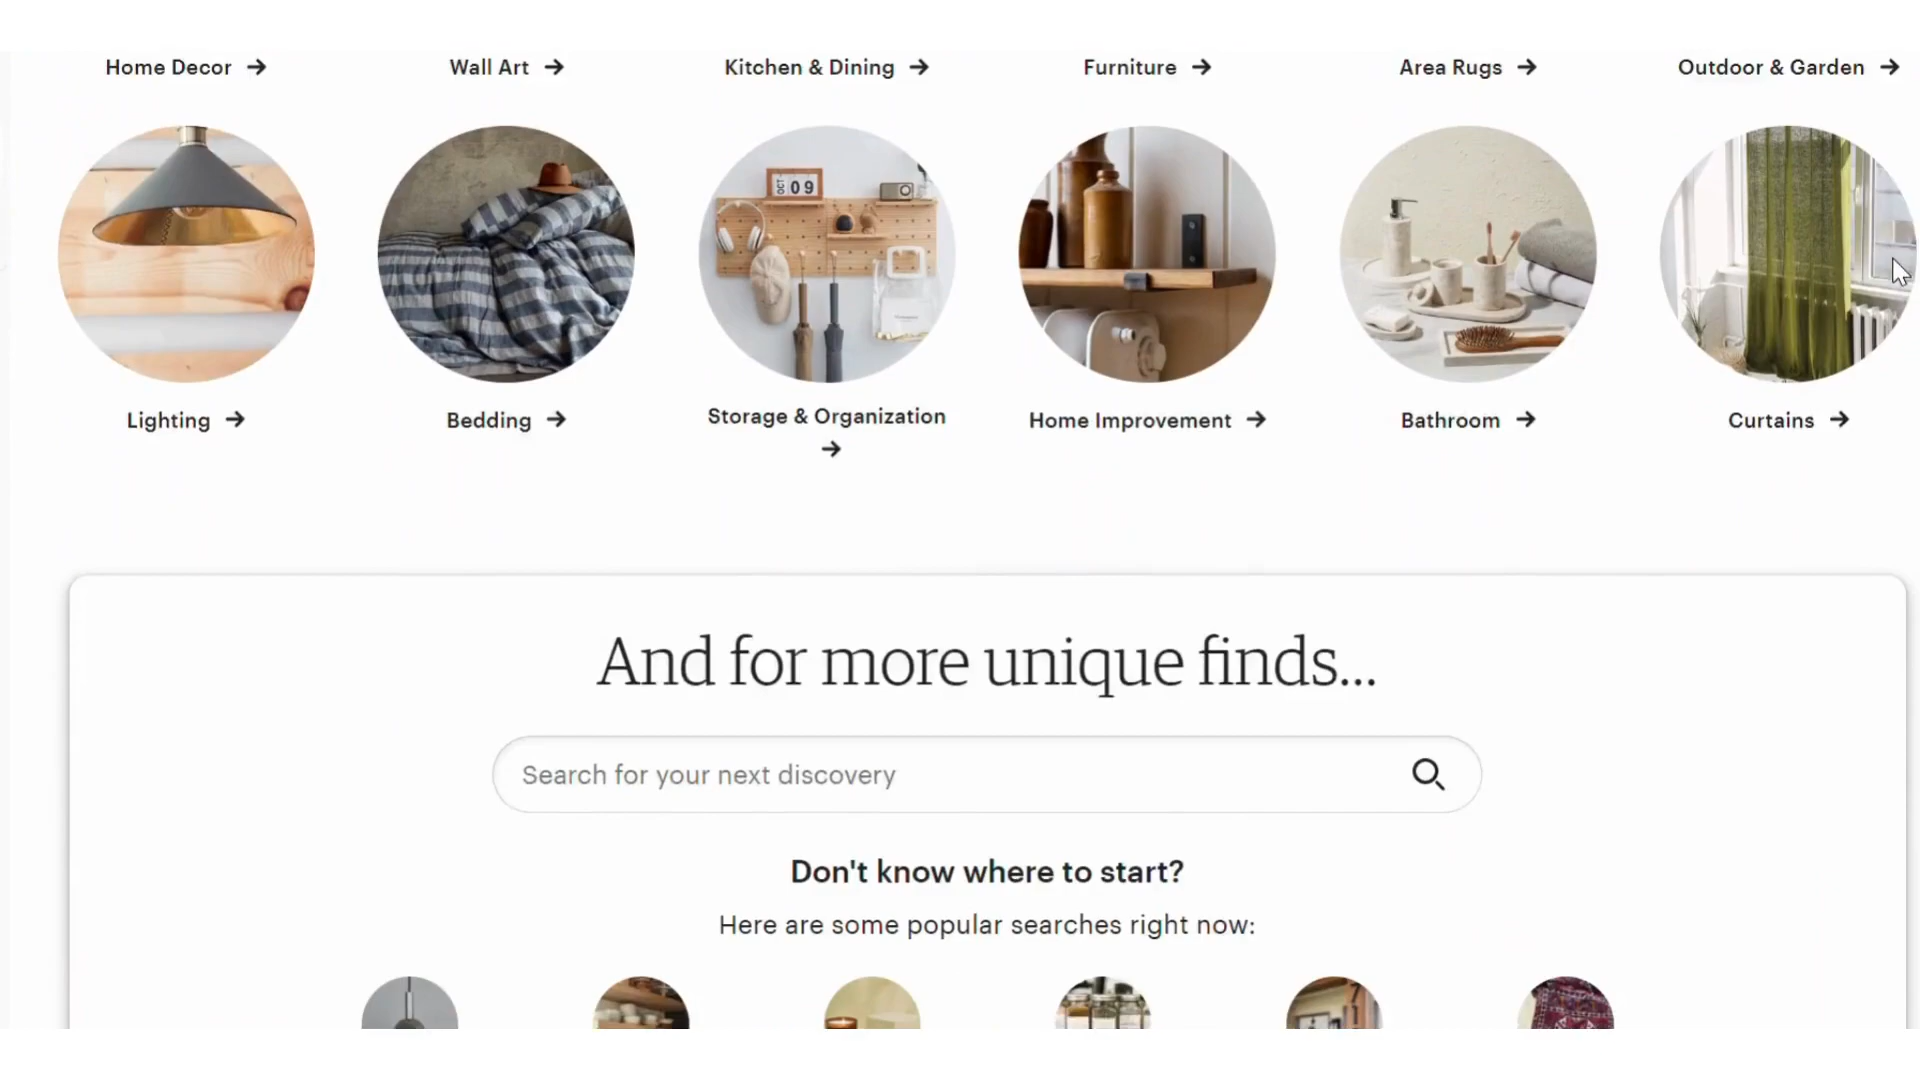 Home Decor →
Wall Art →
Kitchen & Dining →
Furniture →
Area Rugs →
Outdoor & Garden →
OCT 09
Lighting →
Bedding →
Storage & Organization
→
Home Improvement →
Bathroom →
Curtains →
And for more unique finds...
Search for your next discovery
Don't know where to start?
Here are some popular searches right now: